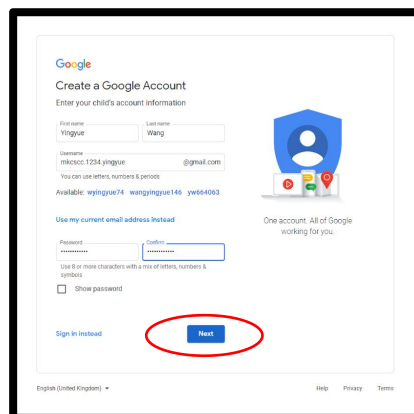 Google
Create a Google Account
Enter your child's account information
First name
Last name
Yingyue
Wang
Username
mkcscc.1234.yingyue
@gmail.com
You can use letters, numbers & periods
Available: wyingyue74 wangyingyue146 yw664063
Use my current email address instead
One account. All of Google
working for you.
Password
Confirm
Use 8 or more characters with a mix of letters, numbers &
symbols
Show password
Sign in instead
Next
English (United Kingdom)
Help Privacy Terms